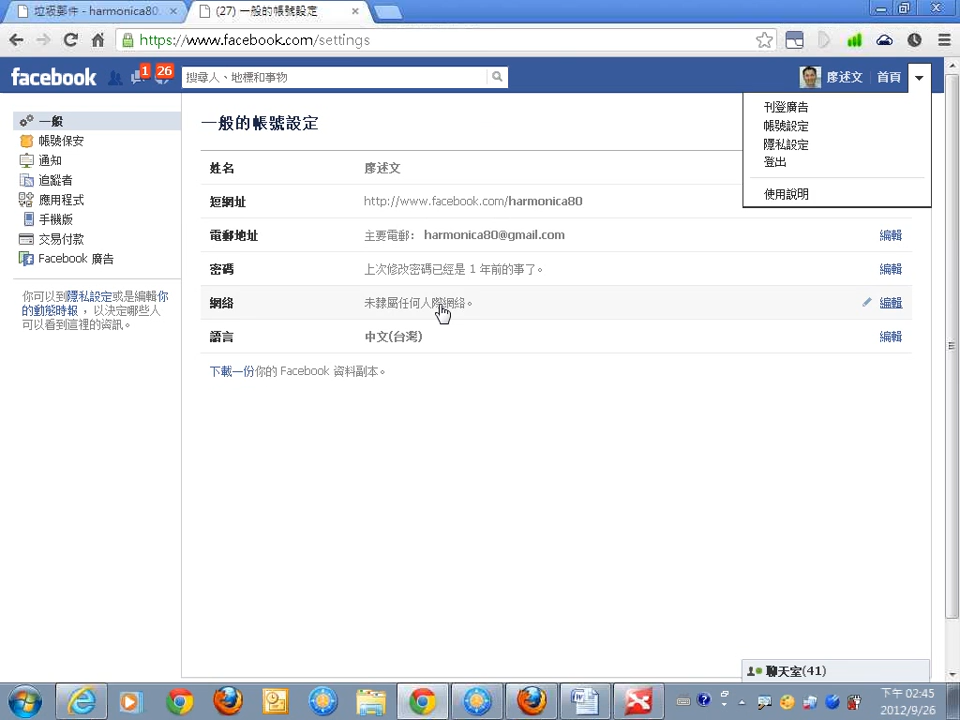 垃圾郵件 - harmonica80.
(27) 一般的帳號設定
https://www.facebook.com/settings
facebook
1
26
搜尋人、地標和事物
廖述文
首頁
刊登廣告
帳號設定
隱私設定
登出
使用說明
一般
帳號保安
通知
追蹤者
應用程式
手機版
交易付款
Facebook 廣告
你可以到隱私設定或是編輯你
的動態時報，以決定哪些人
可以看到這裡的資訊。
一般的帳號設定
姓名 廖述文
短網址 http://www.facebook.com/harmonica80
電郵地址 主要電郵： harmonica80@gmail.com 編輯
密碼 上次修改密碼已經是 1 年前的事了。 編輯
網絡 未隸屬任何人際網絡。 編輯
語言 中文(台灣) 編輯
下載一份你的 Facebook 資料副本。
聊天室(41)
下午 02:45
2012/9/26